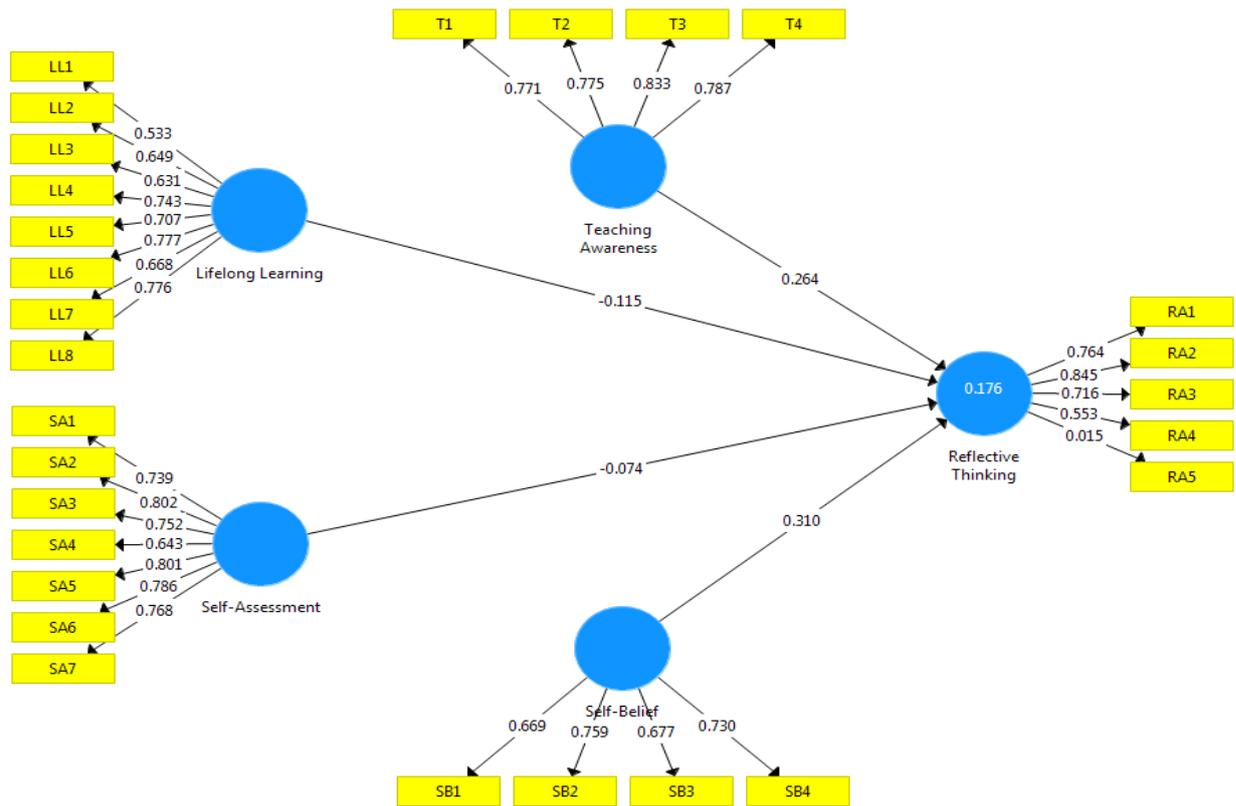 T1
T2
T3
T4
0.771
0.775
0.833
0.787
Teaching
Awareness
LL1
LL2
LL3
LL4
LL5
LL6
LL7
LL8
0.533
0.649
0.631
0.743
0.707
0.777
0.668
0.776
Lifelong Learning
-0.115
0.264
SA1
SA2
SA3
SA4
SA5
SA6
SA7
0.739
0.802
0.752
0.643
0.801
0.786
0.768
Self-Assessment
-0.074
0.310
0.176
Reflective
Thinking
0.764
0.845
0.716
0.553
0.015
RA1
RA2
RA3
RA4
RA5
Self-Belief
0.669
0.759
0.677
0.730
SB1
SB2
SB3
SB4